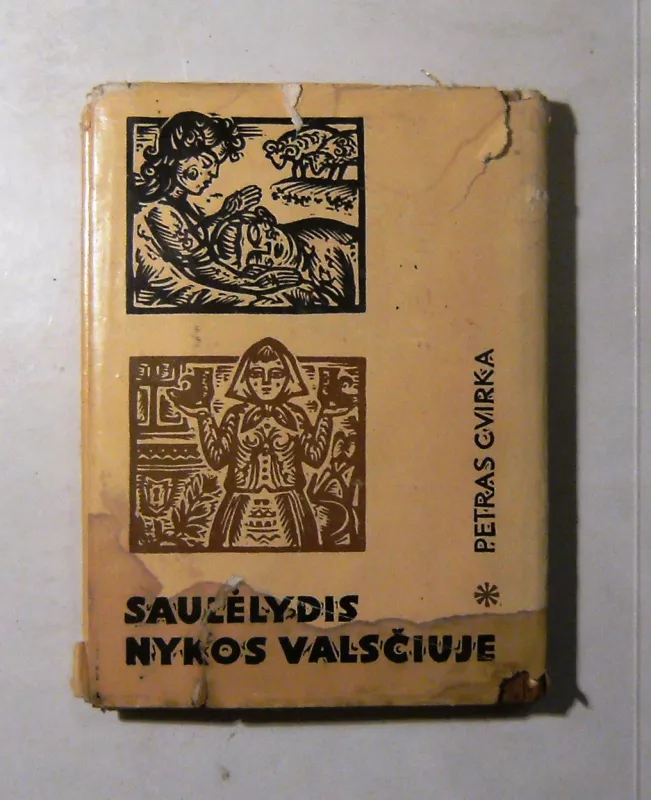 PETRAS CVIRKA
SAULĖLYDIS
NYKOS VALSČIUJE